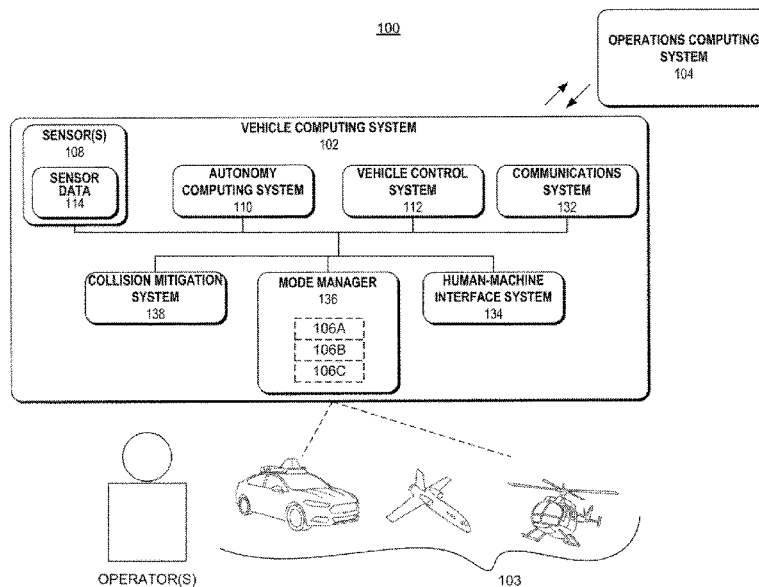 100
OPERATIONS COMPUTING
SYSTEM
104
SENSOR(S)
108
SENSOR
DATA
114
VEHICLE COMPUTING SYSTEM
102
AUTONOMY
COMPUTING SYSTEM
110
VEHICLE CONTROL
SYSTEM
112
COMMUNICATIONS
SYSTEM
132
COLLISION MITIGATION
SYSTEM
138
MODE MANAGER
136
106A
106B
106C
HUMAN-MACHINE
INTERFACE SYSTEM
134
OPERATOR(S)
103